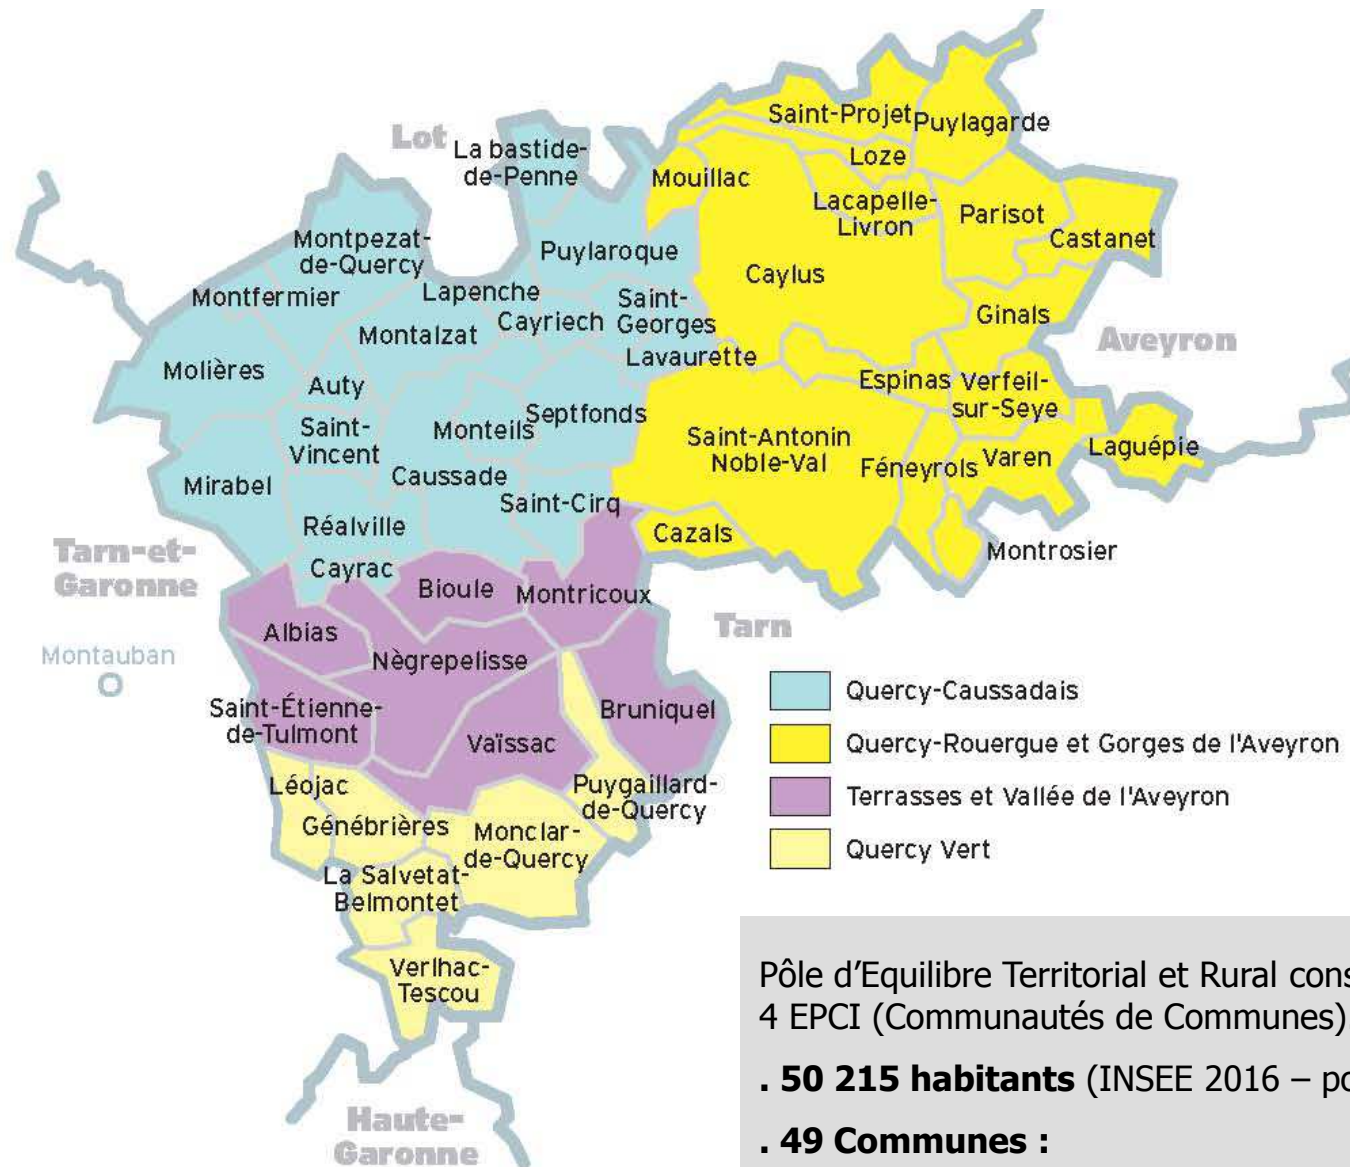 Lot
La bastide-
de-Penne
Saint-Projet
Puylagarde
Loze
Mouillac
Lacapelle-
Livron
Parisot
Castanet
Montpezat-
de-Quercy
Puylaroque
Caylus
Montfermier
Lapenche
Cayriech
Saint-
Georges
Ginals
Montalzat
Lavaurette
Aveyron
Molières
Auty
Espinas
Verfeil-
sur-Seye
Saint-
Vincent
Monteils
Septfonds
Saint-Antonin
Noble-Val
Féneyrols
Varen
Laguépie
Mirabel
Caussade
Saint-Cirq
Réalville
Cazals
Montrosier
Tarn-et-
Garonne
Cayrac
Bioule
Montricoux
Albias
Tarn
Montauban
Nègrepelisse
Saint-Étienne-
de-Tulmont
Vaïssac
Bruniquel
Quercy-Caussadais
Quercy-Rouergue et Gorges de l'Aveyron
Terrasses et Vallée de l'Aveyron
Quercy Vert
Léojac
Puygaillard-
de-Quercy
Génébrières
Monclar-
de-Quercy
La Salvetat-
Belmontet
Verlhac-
Tescou
Haute-
Garonne
Pôle d'Equilibre Territorial et Rural cons
4 EPCI (Communautés de Communes)
. 50 215 habitants (INSEE 2016 – po
. 49 Communes :